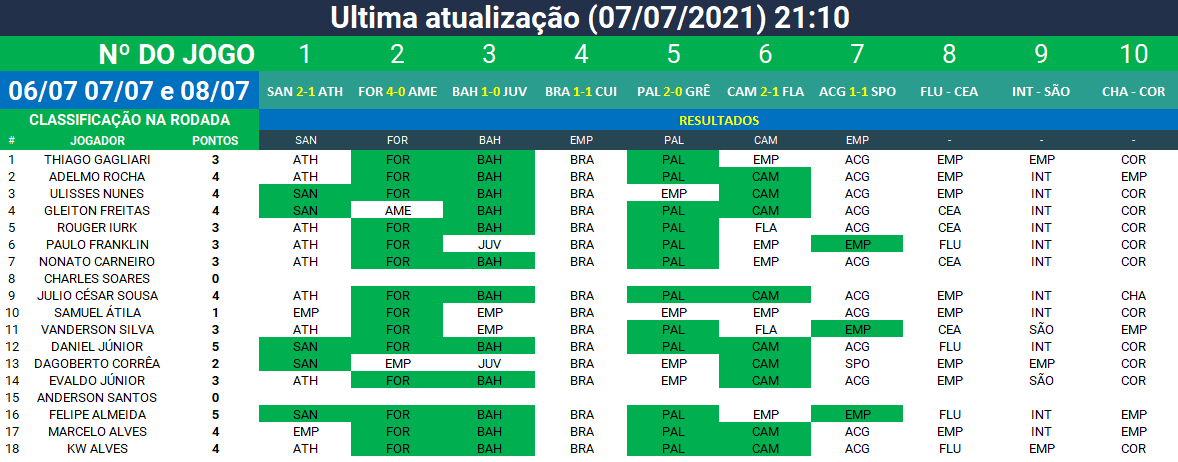 Ultima atualização (07/07/2021) 21:10
Nº DO JOGO 1 2 3 4 5 6 7 8 9 10
06/07 07/07 e 08/07 SAN 2-1 ATH FOR 4-0 AME BAH 1-0 JUV BRA 1-1 CUI PAL 2-0 GRÊ CAM 2-1 FLA ACG 1-1 SPO FLU - CEA INT - SÃO CHA - COR
CLASSIFICAÇÃO NA RODADA RESULTADOS
# JOGADOR PONTOS SAN FOR BAH EMP PAL CAM EMP - - -
1 THIAGO GAGLIARI 3 ATH FOR BAH BRA PAL EMP ACG EMP EMP COR
2 ADELMO ROCHA 4 ATH FOR BAH BRA PAL CAM ACG EMP INT EMP
3 ULISSES NUNES 4 SAN FOR BAH BRA EMP CAM ACG EMP INT COR
4 GLEITON FREITAS 4 SAN AME BAH BRA PAL CAM ACG CEA INT COR
5 ROUGER IURK 3 ATH FOR BAH BRA PAL FLA ACG CEA INT COR
6 PAULO FRANKLIN 3 ATH FOR JUV BRA PAL EMP EMP FLU INT COR
7 NONATO CARNEIRO 3 ATH FOR BAH BRA PAL EMP ACG CEA INT COR
8 CHARLES SOARES 0
9 JULIO CÉSAR SOUSA 4 ATH FOR BAH BRA PAL CAM ACG EMP INT CHA
10 SAMUEL ÁTILA 1 EMP FOR EMP BRA EMP EMP ACG EMP INT COR
11 VANDERSON SILVA 3 ATH FOR EMP BRA PAL FLA EMP CEA SÃO EMP
12 DANIEL JÚNIOR 5 SAN FOR BAH BRA PAL CAM ACG FLU INT COR
13 DAGOBERTO CORRÊA 2 SAN EMP JUV BRA EMP CAM SPO EMP EMP COR
14 EVALDO JÚNIOR 3 ATH FOR BAH BRA EMP CAM ACG EMP SÃO COR
15 ANDERSON SANTOS 0
16 FELIPE ALMEIDA 5 SAN FOR BAH BRA PAL EMP EMP FLU INT EMP
17 MARCELO ALVES 4 EMP FOR BAH BRA PAL CAM ACG EMP INT EMP
18 KW ALVES 4 ATH FOR BAH BRA PAL CAM ACG FLU EMP COR